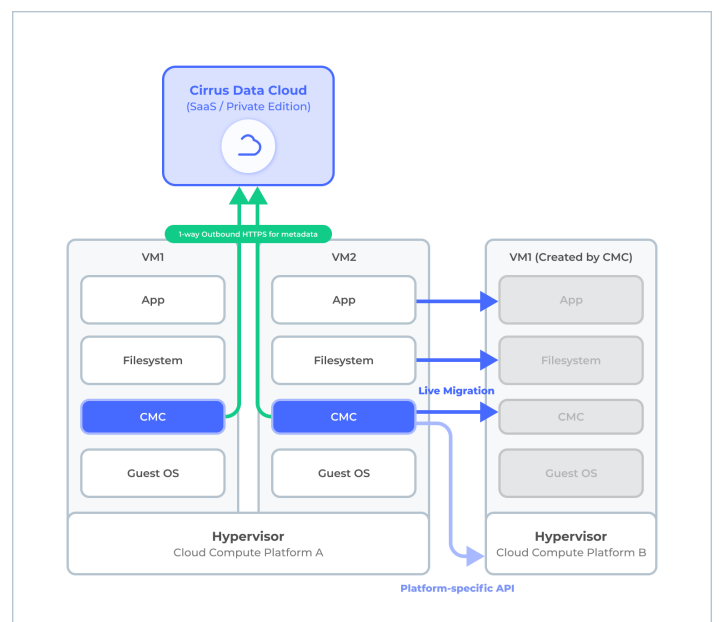 Cirrus Data Cloud
(SaaS / Private Edition)
1-way Outbound HTTPS for metadata
VM1
App
Filesystem
CMC
Guest OS
VM2
App
Filesystem
CMC
Guest OS
Hypervisor
Cloud Compute Platform A
Live Migration
Platform-specific API
VM1 (Created by CMC)
App
Filesystem
CMC
Guest OS
Hypervisor
Cloud Compute Platform B